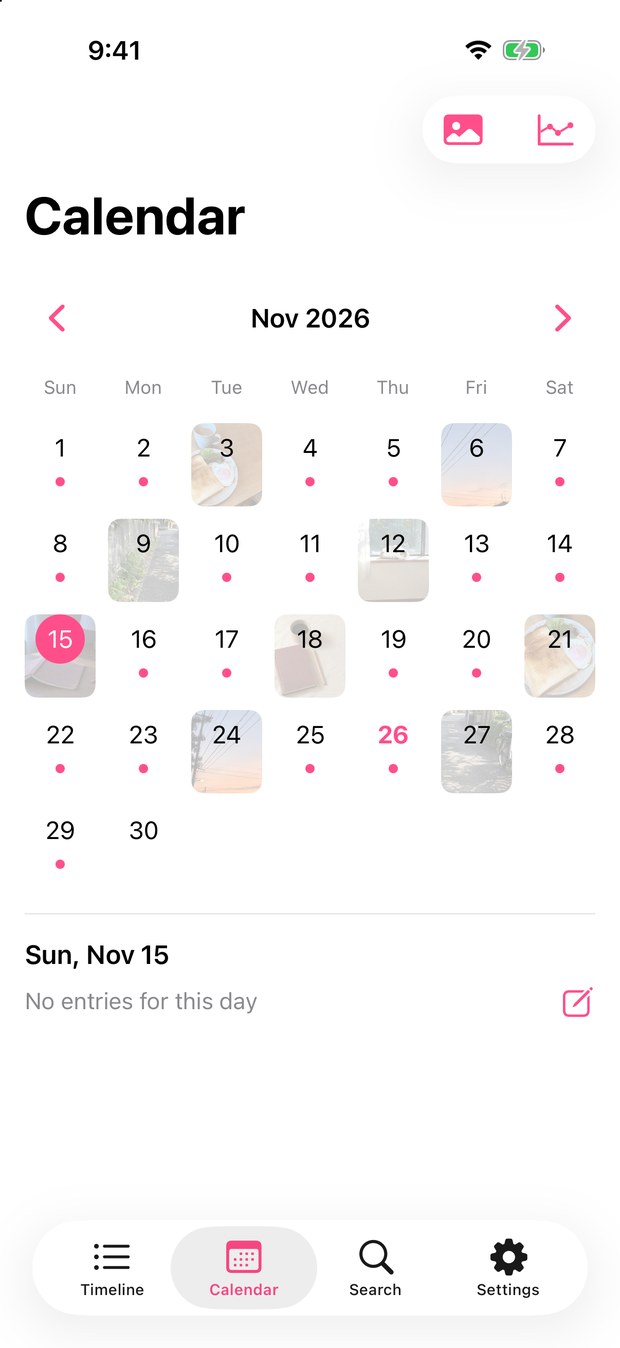 9:41
Calendar
Nov 2026
Sun Mon Tue Wed Thu Fri Sat
1 2 3 4 5 6 7
8 9 10 11 12 13 14
15 16 17 18 19 20 21
22 23 24 25 26 27 28
29 30
Sun, Nov 15
No entries for this day
Timeline Calendar Search Settings